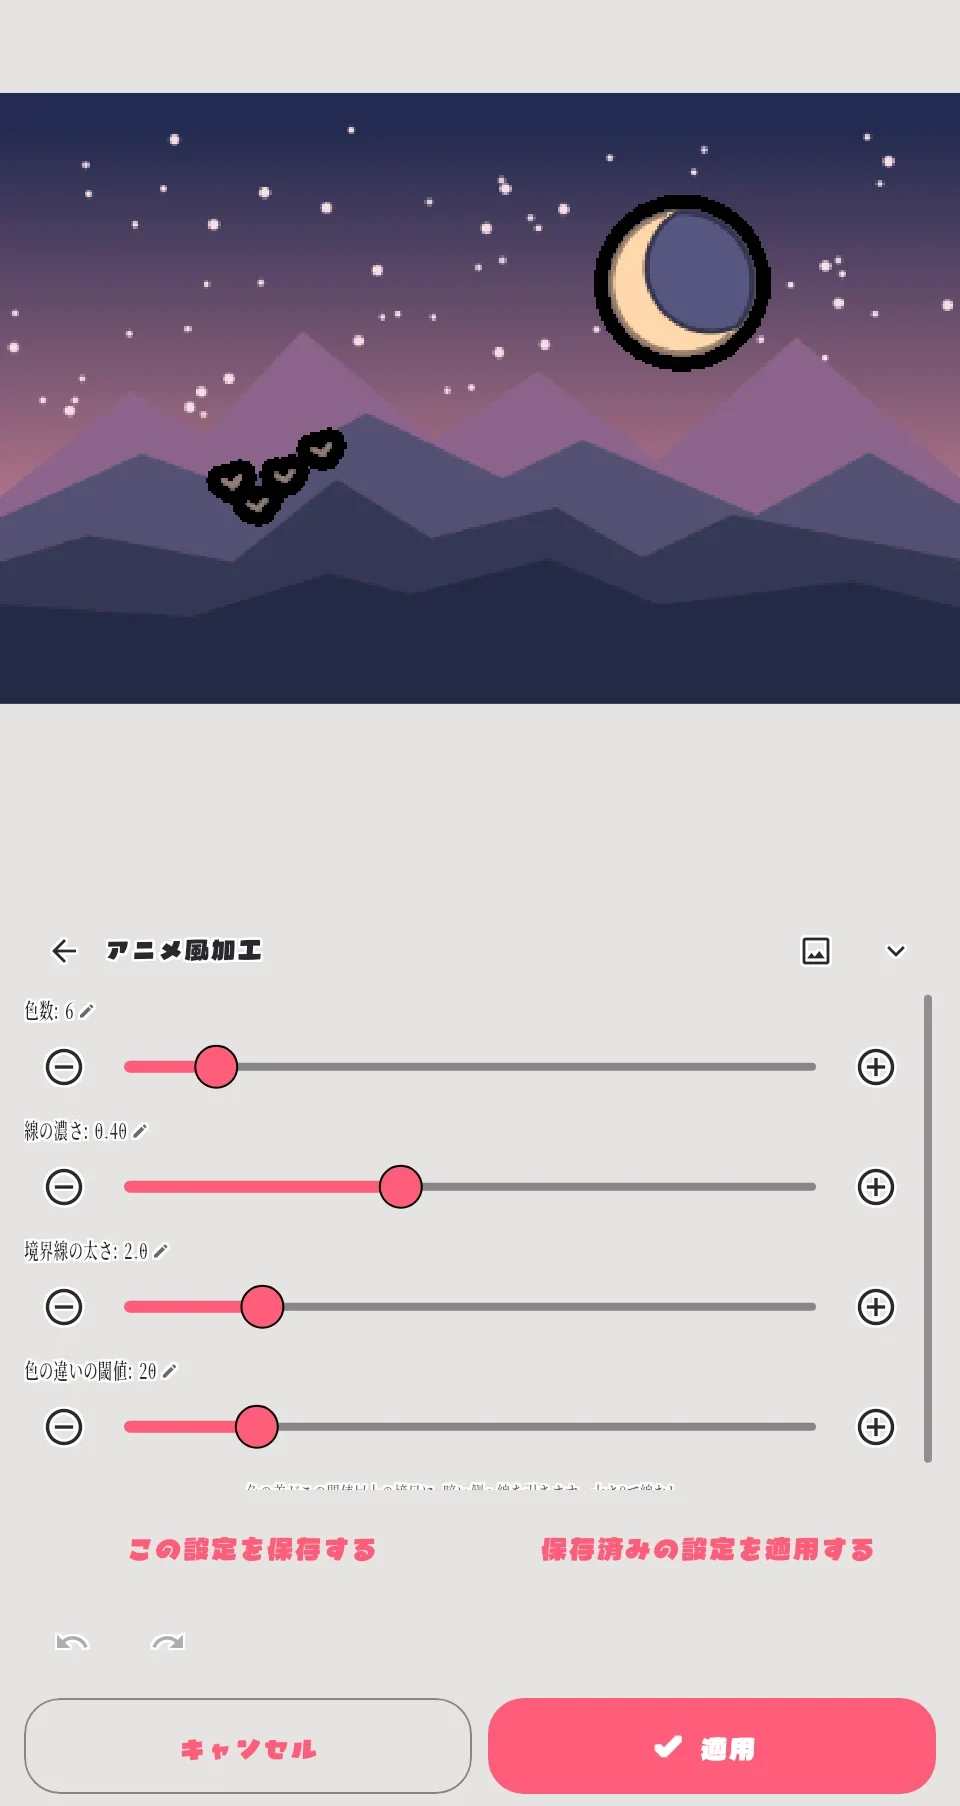 アニメ風加工
色数: 6
線の濃さ: 0.40
境界線の太さ: 2.0
色の違いの閾値: 20
この設定を保存する
保存済みの設定を適用する
キャンセル
適用